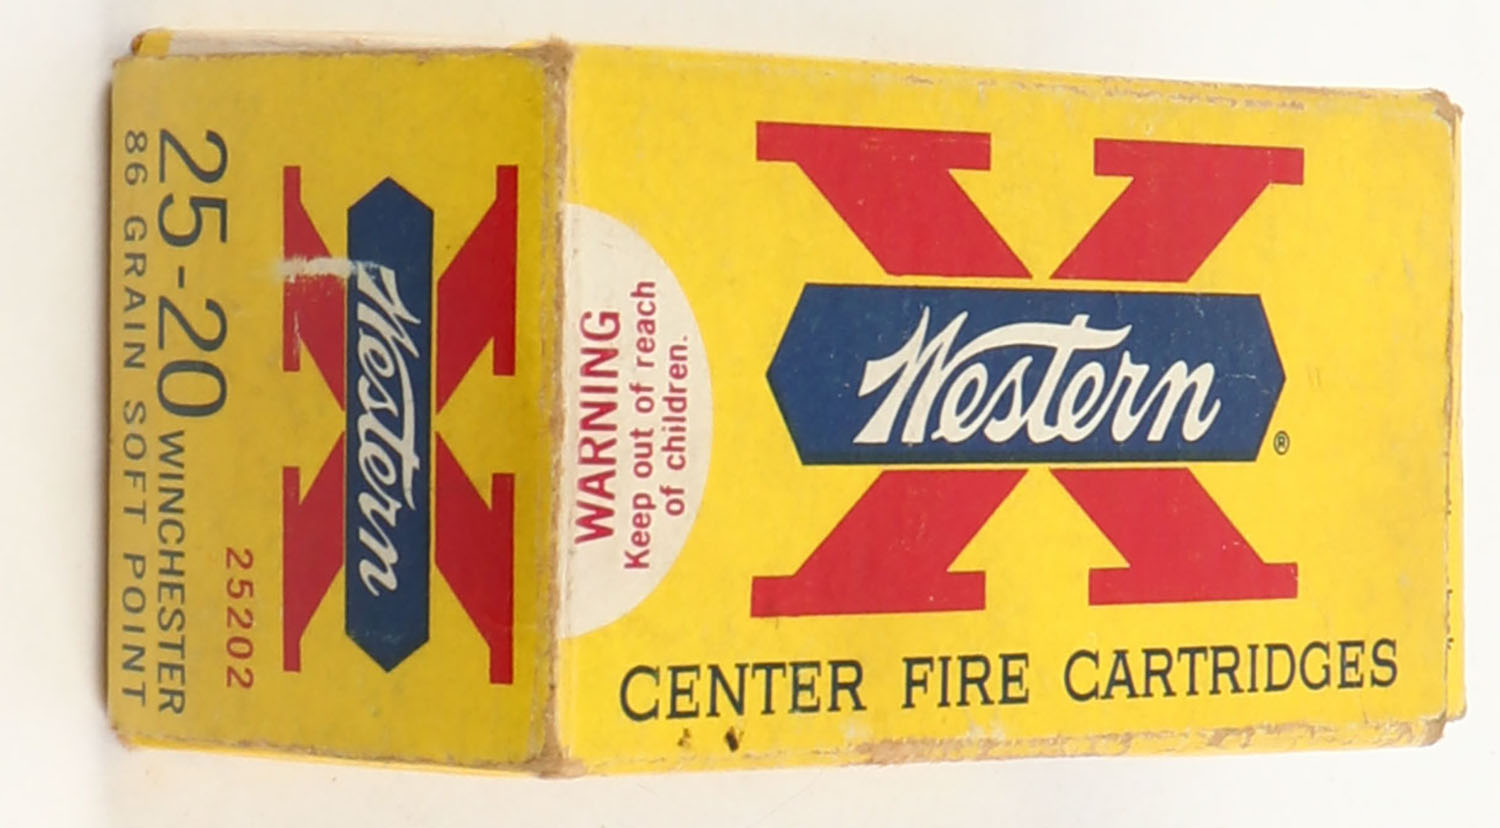 Western
25202
25-20 WINCHESTER
86 GRAIN SOFT POINT
WARNING
Keep out of reach
of children.
Western
®
CENTER FIRE CARTRIDGES